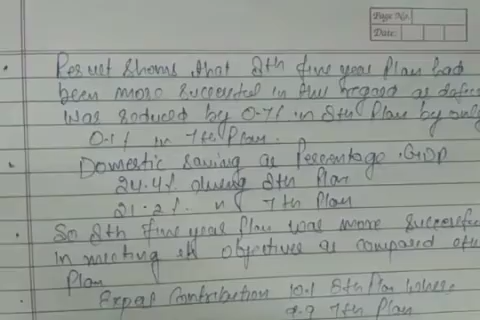 Page No.
Date:
Result shows that 8th five year Plan had
been more successful in this regard as defic
was reduced by 0.7% in 8th Plan by only
0.1% in 7th Plan.
Domestic saving as Percentage GDP
24.4% during 8th Plan
21.2% 7th Plan
So 8th five year Plan was more successful
in meeting its objectives as compared 7th
Plan
Export Contribution 10.1 8th Plan where
7th Plan